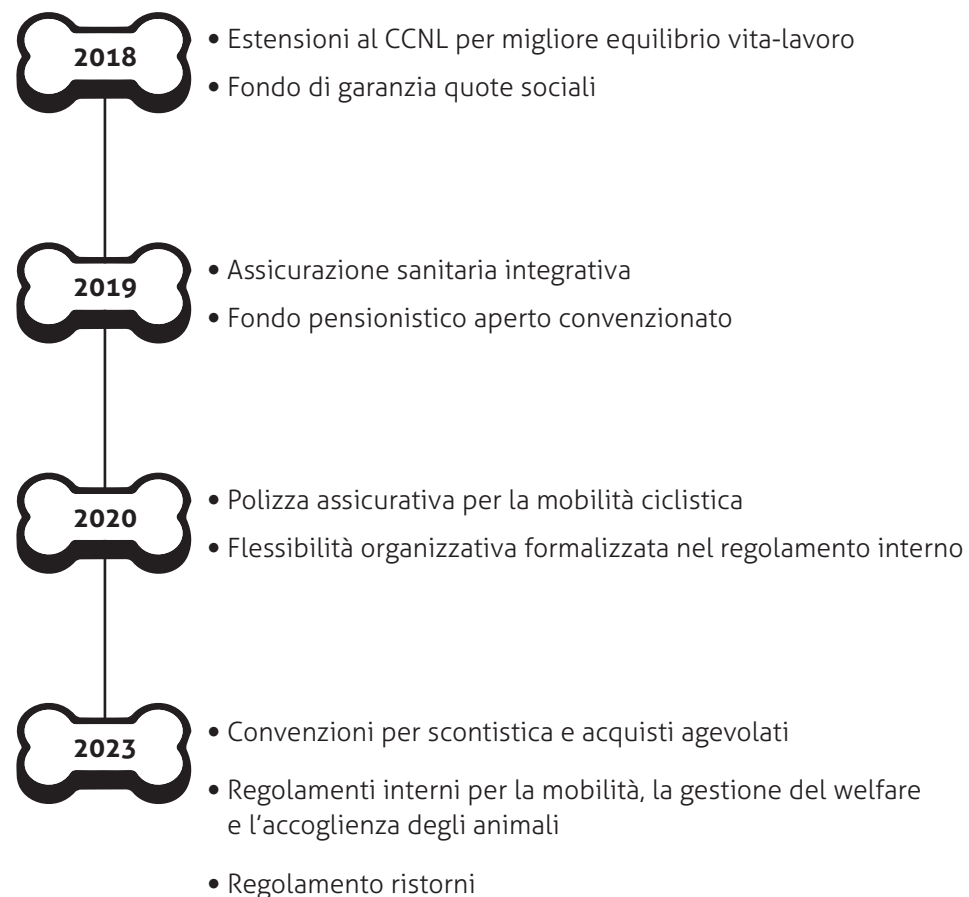 2018
• Estensioni al CCNL per migliore equilibrio vita-lavoro
• Fondo di garanzia quote sociali
2019
• Assicurazione sanitaria integrativa
• Fondo pensionistico aperto convenzionato
2020
• Polizza assicurativa per la mobilità ciclistica
• Flessibilità organizzativa formalizzata nel regolamento interno
2023
• Convenzioni per scontistica e acquisti agevolati
• Regolamenti interni per la mobilità, la gestione del welfare
e l’accoglienza degli animali
• Regolamento ristorni